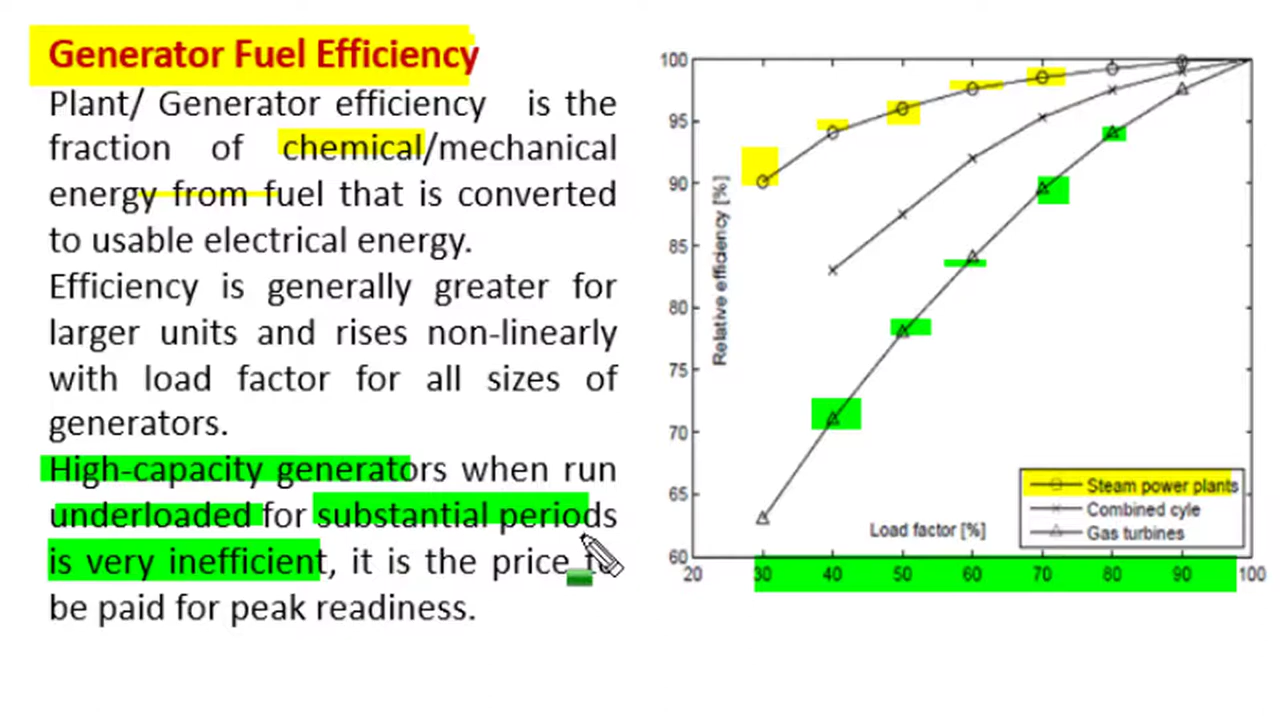 Generator Fuel Efficiency
Plant/ Generator efficiency is the
fraction of chemical/mechanical
energy from fuel that is converted
to usable electrical energy.
Efficiency is generally greater for
larger units and rises non-linearly
with load factor for all sizes of
generators.
High-capacity generators when run
underloaded for substantial periods
is very inefficient, it is the price
be paid for peak readiness.
100
95
90
85
80
75
70
65
60
Relative efficiency [%]
Load factor [%]
Steam power plants
Combined cyle
Gas turbines
20 30 40 50 60 70 80 90 100